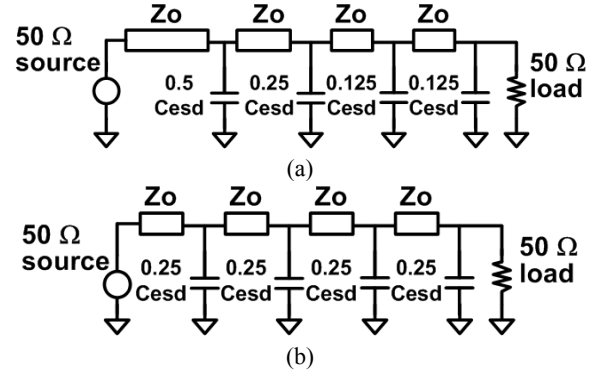 Zo Zo Zo Zo
50 Ω source
0.5 Cesd
0.25 Cesd
0.125 Cesd
0.125 Cesd
50 Ω load
(a)
Zo Zo Zo Zo
50 Ω source
0.25 Cesd
0.25 Cesd
0.25 Cesd
0.25 Cesd
50 Ω load
(b)